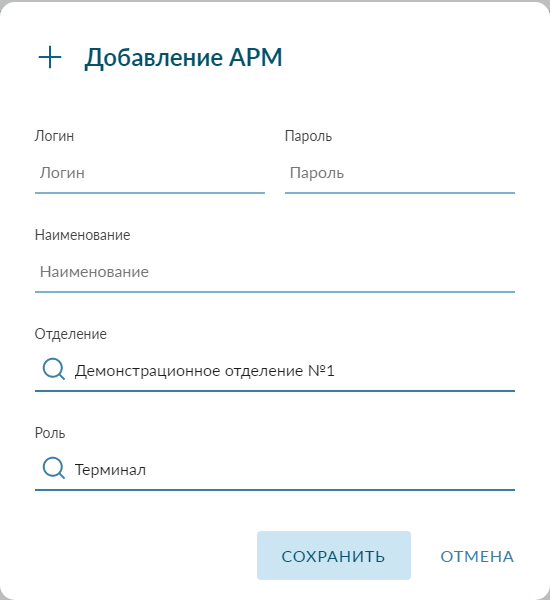 Добавление АРМ
Логин
Пароль
Логин
Пароль
Наименование
Наименование
Отделение
Демонстрационное отделение №1
Роль
Терминал
СОХРАНИТЬ
ОТМЕНА